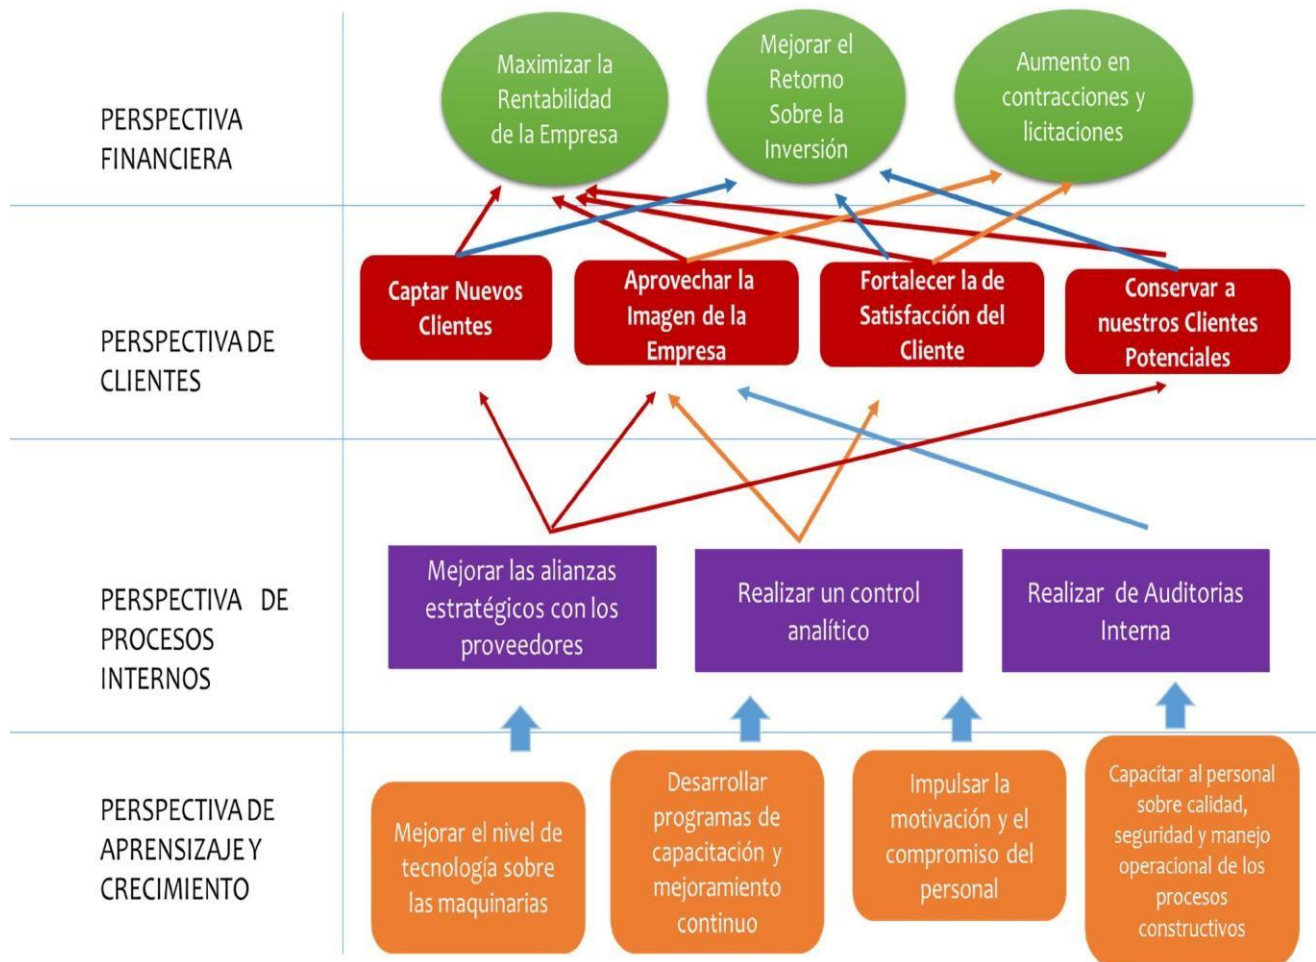 PERSPECTIVA
FINANCIERA
Maximizar la
Rentabilidad
de la Empresa
Mejorar el
Retorno
Sobre la
Inversión
Aumento en
contracciones y
licitaciones
PERSPECTIVA DE
CLIENTES
Captar Nuevos
Clientes
Aprovechar la
Imagen de la
Empresa
Fortalecer la de
Satisfacción del
Cliente
Conservar a
nuestros Clientes
Potenciales
PERSPECTIVA DE
PROCESOS
INTERNOS
Mejorar las alianzas
estratégicos con los
proveedores
Realizar un control
analítico
Realizar de Auditorias
Interna
PERSPECTIVA DE
APRENSIZAJE Y
CRECIMIENTO
Mejorar el nivel de
tecnología sobre
las maquinarias
Desarrollar
programas de
capacitación y
mejoramiento
continuo
Impulsar la
motivación y el
compromiso del
personal
Capacitar al personal
sobre calidad,
seguridad y manejo
operacional de los
procesos
constructivos